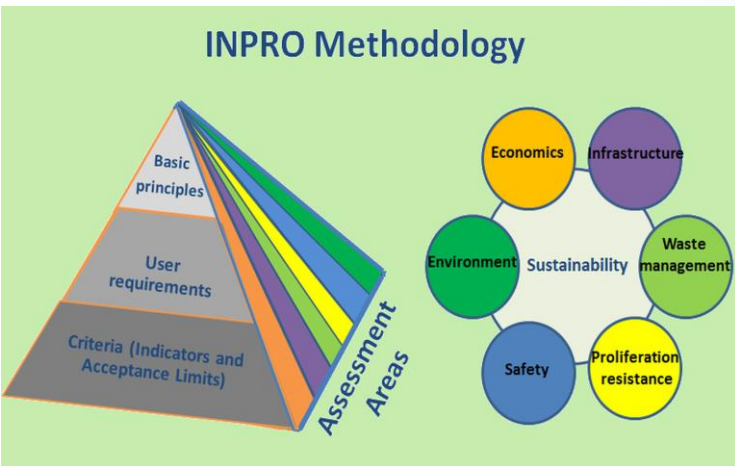 INPRO Methodology
Basic
principles
User
requirements
Criteria (Indicators and
Acceptance Limits)
Assessment
Areas
Economics
Infrastructure
Environment
Sustainability
Waste
management
Safety
Proliferation
resistance